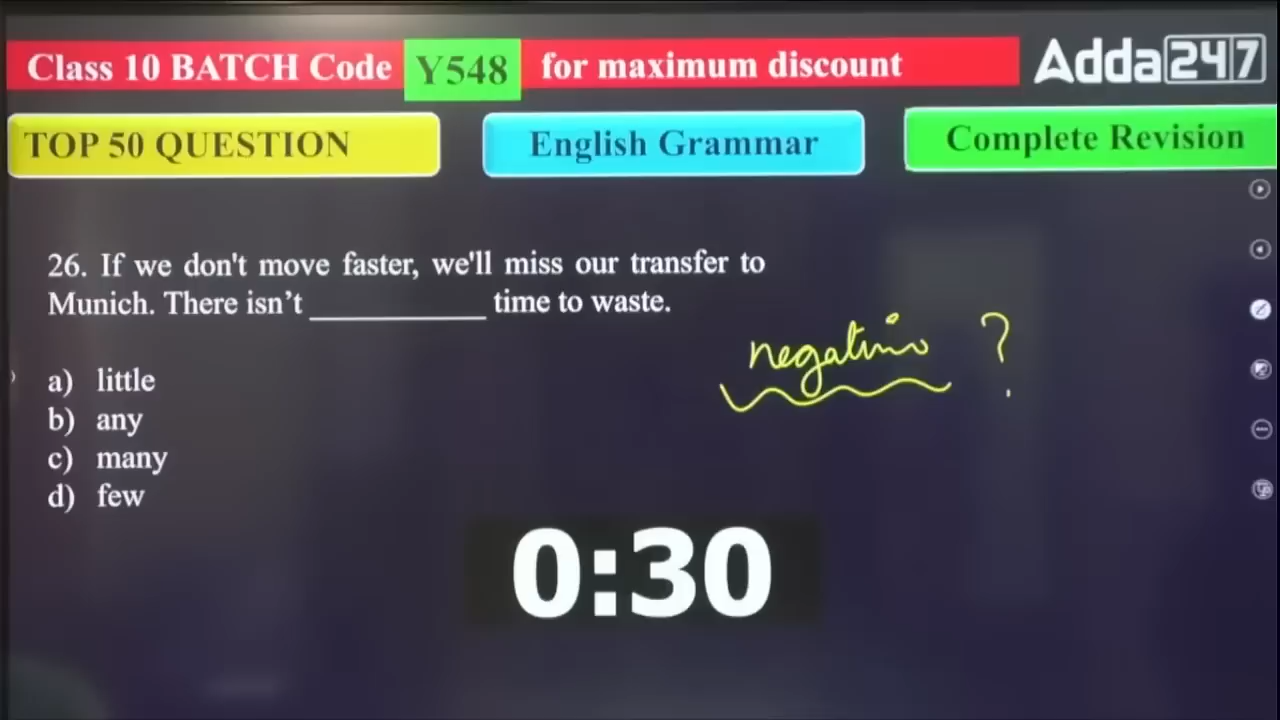 Class 10 BATCH Code Y548 for maximum discount
Adda247
TOP 50 QUESTION
English Grammar
Complete Revision
26. If we don't move faster, we'll miss our transfer to
Munich. There isn’t ____________ time to waste.
negative ?
a) little
b) any
c) many
d) few
0:30